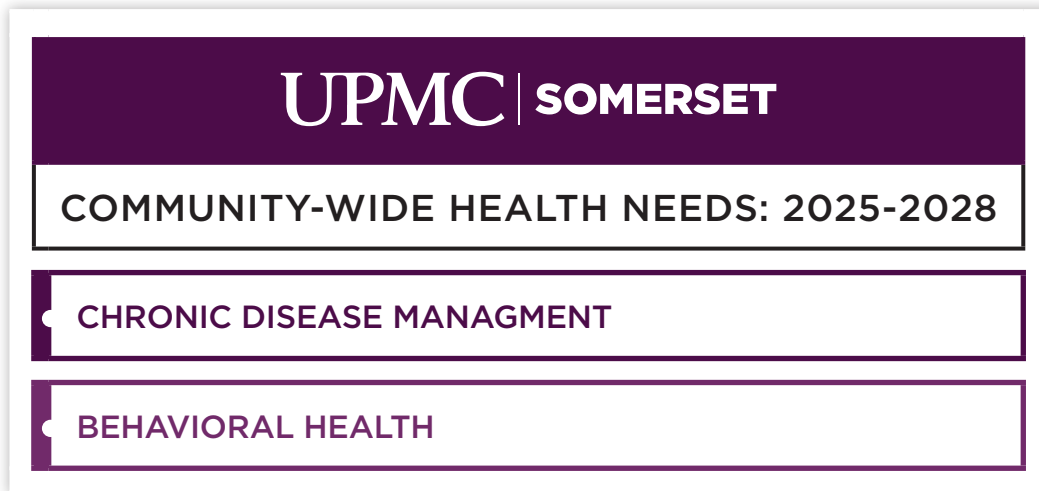 UPMC | SOMERSET
COMMUNITY-WIDE HEALTH NEEDS: 2025-2028
CHRONIC DISEASE MANAGMENT
BEHAVIORAL HEALTH